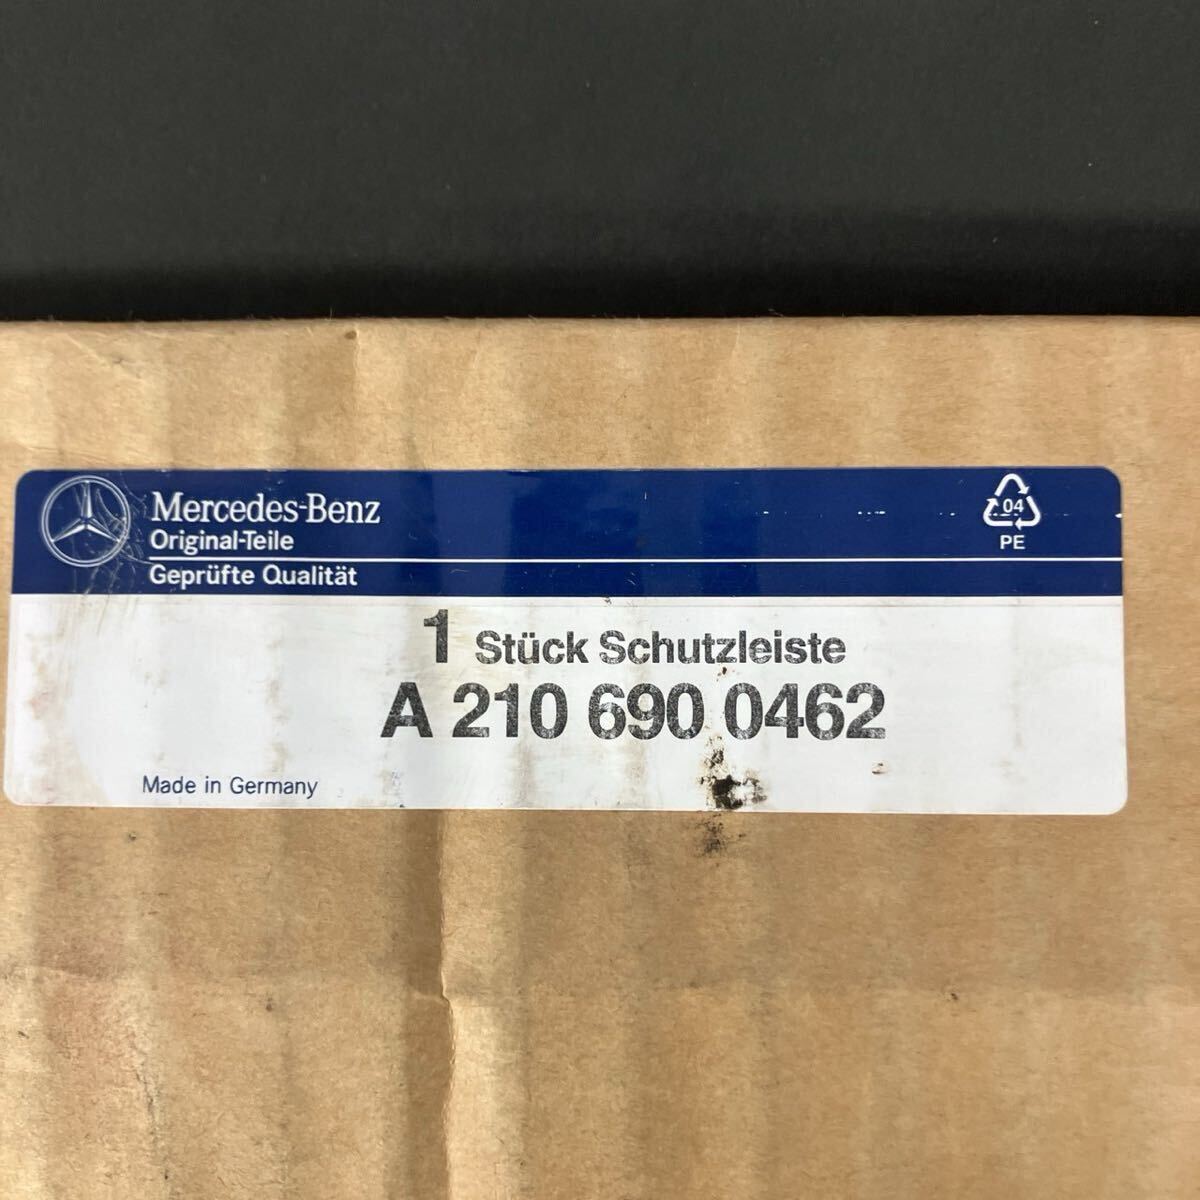 Mercedes-Benz
Original-Teile
Geprüfte Qualität
04
PE
1 Stück Schutzleiste
A 210 690 0462
Made in Germany